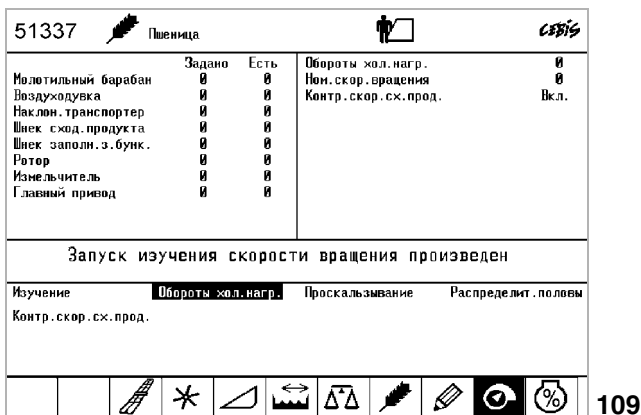 51337 Пшеница CEBIS
Задано Есть
Молотильный барабан 0 0
Воздуходувка 0 0
Наклон.транспортер 0 0
Шнек сход.продукта 0 0
Шнек заполн.з.бунк. 0 0
Ротор 0 0
Измельчитель 0 0
Главный привод 0 0
Обороты хол.нагр. 0
Ном.скор.вращения 0
Контр.скор.сх.прод. Вкл.
Запуск изучения скорости вращения произведен
Изучение Обороты хол.нагр. Проскальзывание Распределит.половы
Контр.скор.сх.прод.
%
109